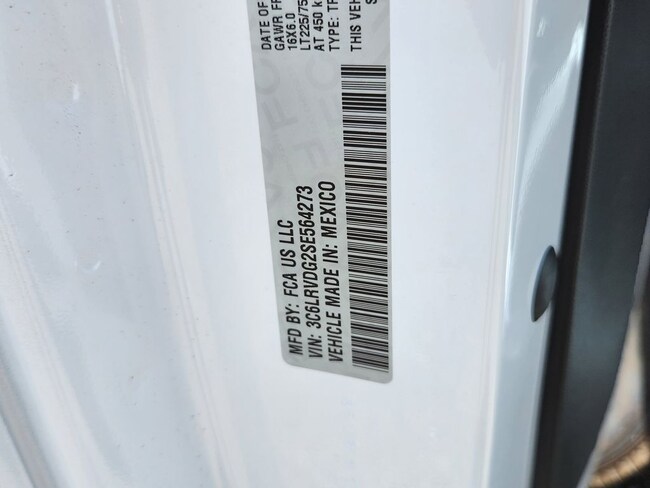 MFD BY: FCA US LLC
VIN: 3C6LRVDG2SE564273
VEHICLE MADE IN: MEXICO
DATE OF
GAWR FR
16X6.0
LT225/75
AT 450 k
TYPE: TR
THIS VEH
S